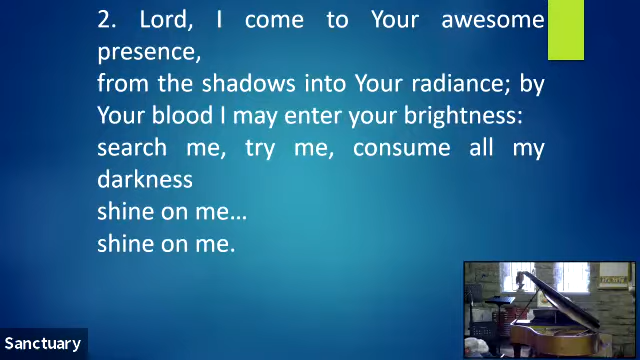 2. Lord, I come to Your awesome
presence,
from the shadows into Your radiance; by
Your blood I may enter your brightness:
search me, try me, consume all my
darkness
shine on me...
shine on me.
Sanctuary